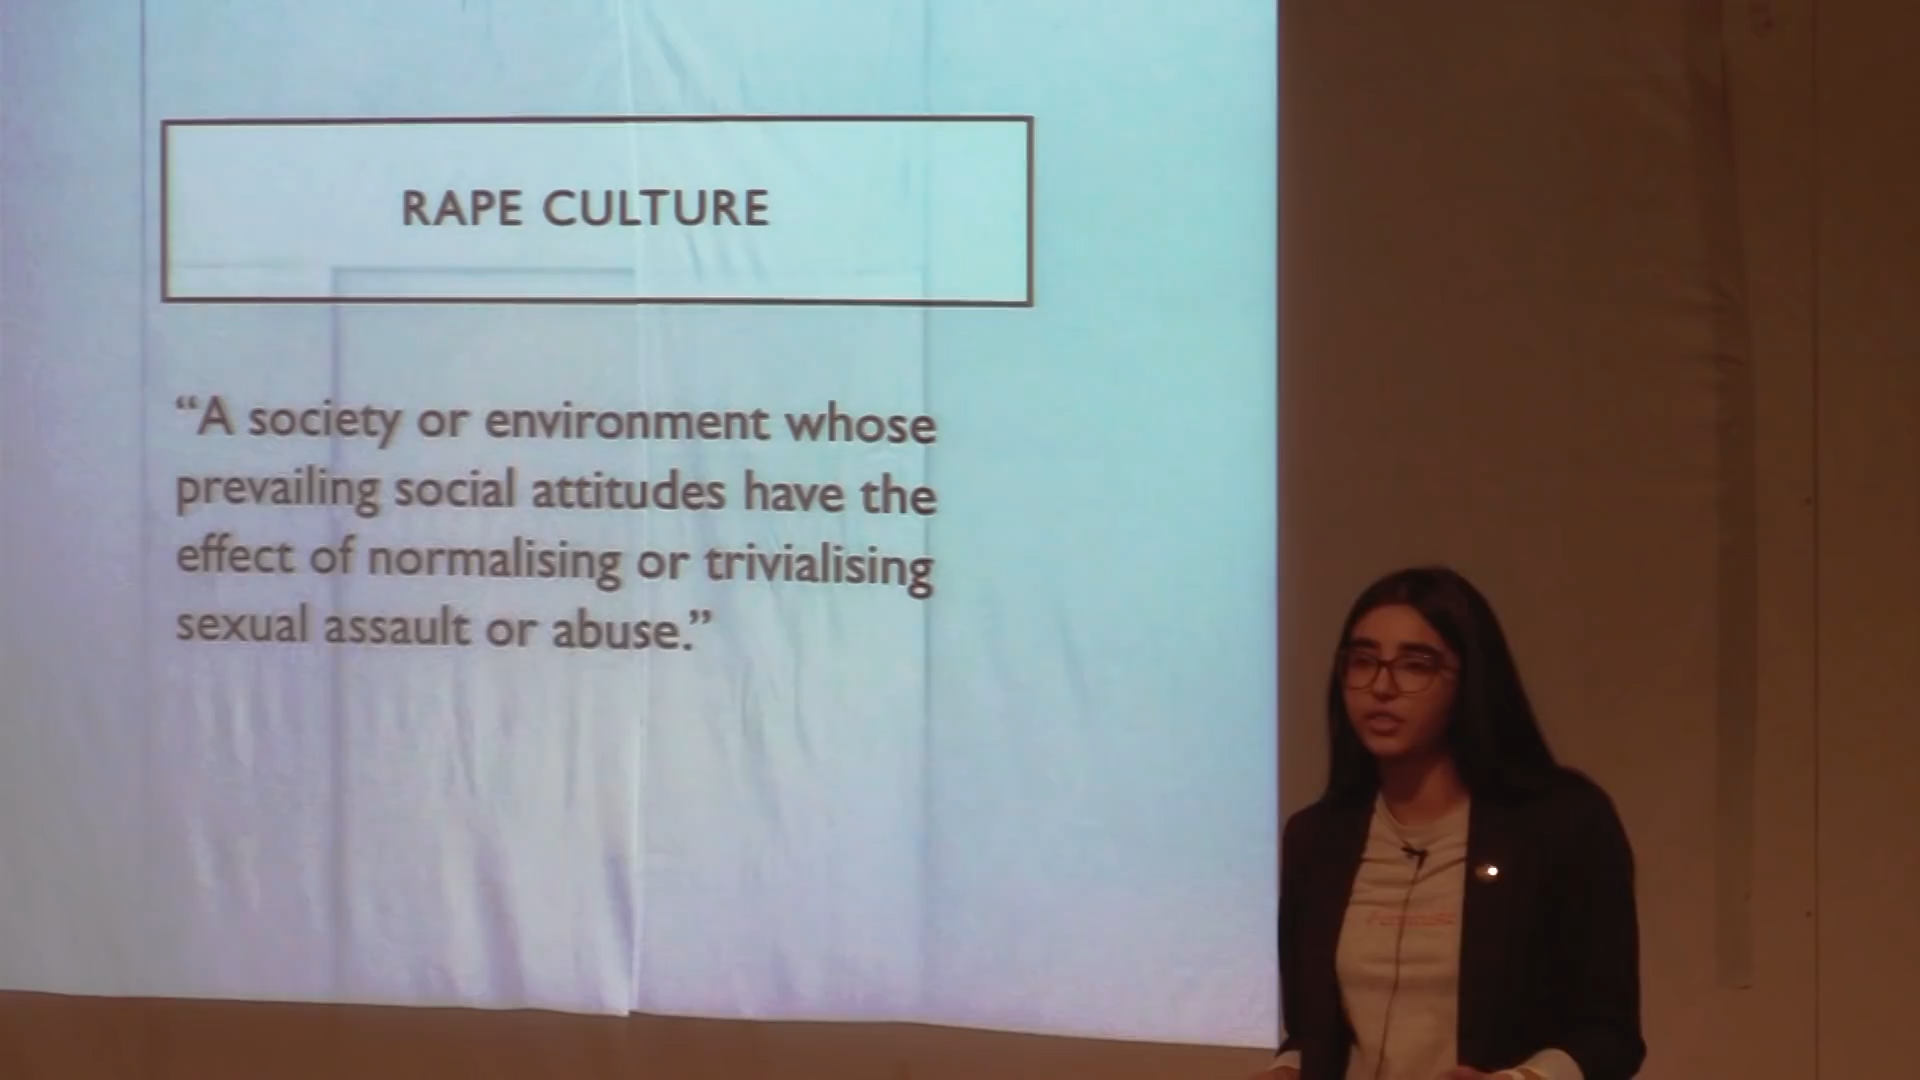 RAPE CULTURE
“A society or environment whose
prevailing social attitudes have the
effect of normalising or trivialising
sexual assault or abuse.”